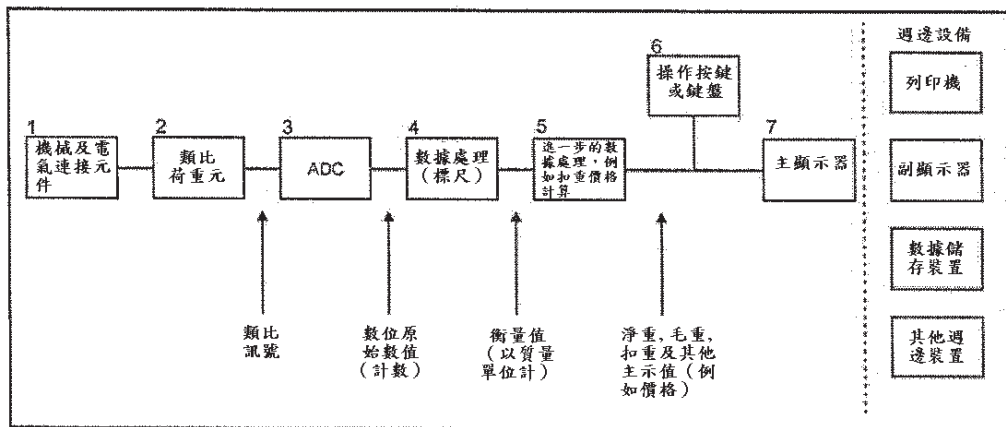 1
機械及電
氣連接元
件
2
類比
荷重元
3
ADC
4
數據處理
(標尺)
5
進一步的數
據處理,例
如扣重價格
計算
6
操作按鍵
或鍵盤
7
主顯示器
週邊設備
列印機
副顯示器
數據儲
存裝置
其他週
邊裝置
類比
訊號
數位原
始數值
(計數)
衡量值
(以質量
單位計)
淨重,毛重,
扣重及其他
主示值(例
如價格)